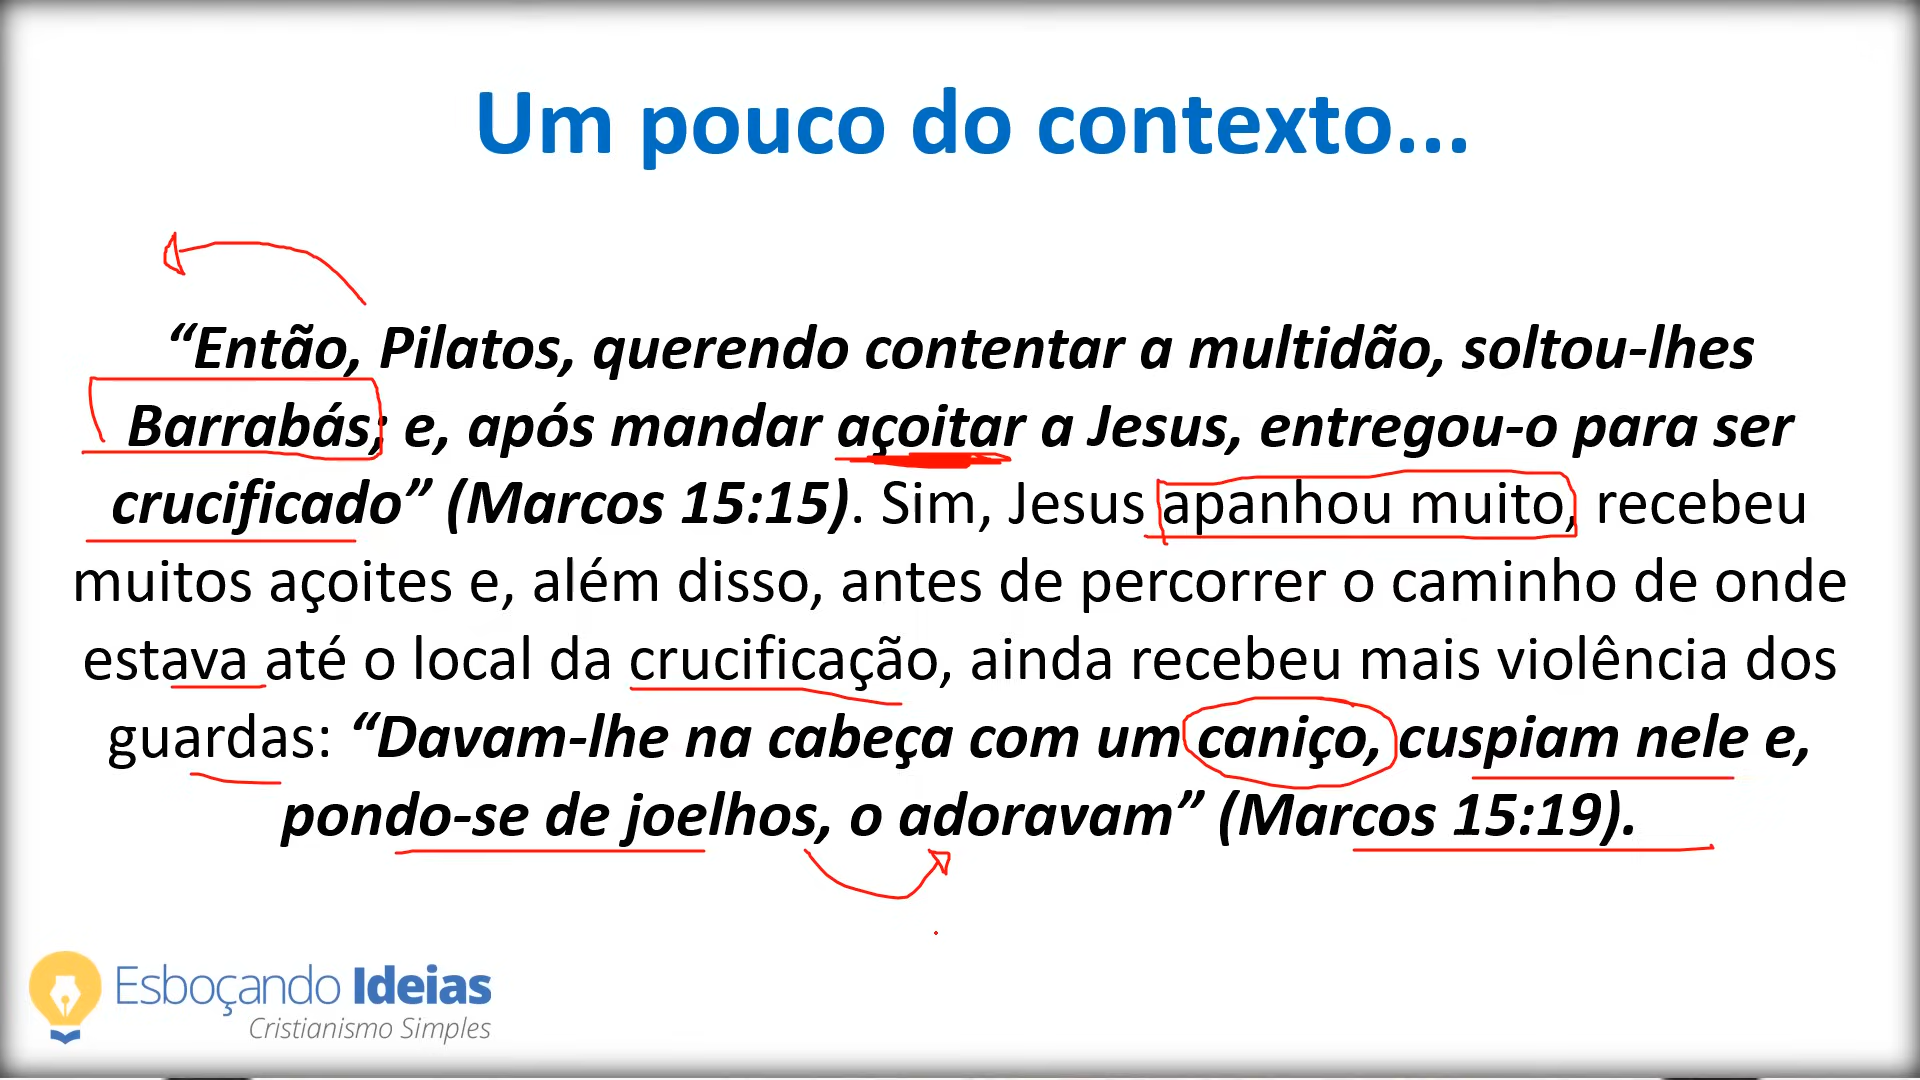 Um pouco do contexto...
“Então, Pilatos, querendo contentar a multidão, soltou-lhes
Barrabás; e, após mandar açoitar a Jesus, entregou-o para ser
crucificado” (Marcos 15:15). Sim, Jesus apanhou muito, recebeu
muitos açoites e, além disso, antes de percorrer o caminho de onde
estava até o local da crucificação, ainda recebeu mais violência dos
guardas: “Davam-lhe na cabeça com um caniço, cuspiam nele e,
pondo-se de joelhos, o adoravam” (Marcos 15:19).
Esboçando Ideias
Cristianismo Simples